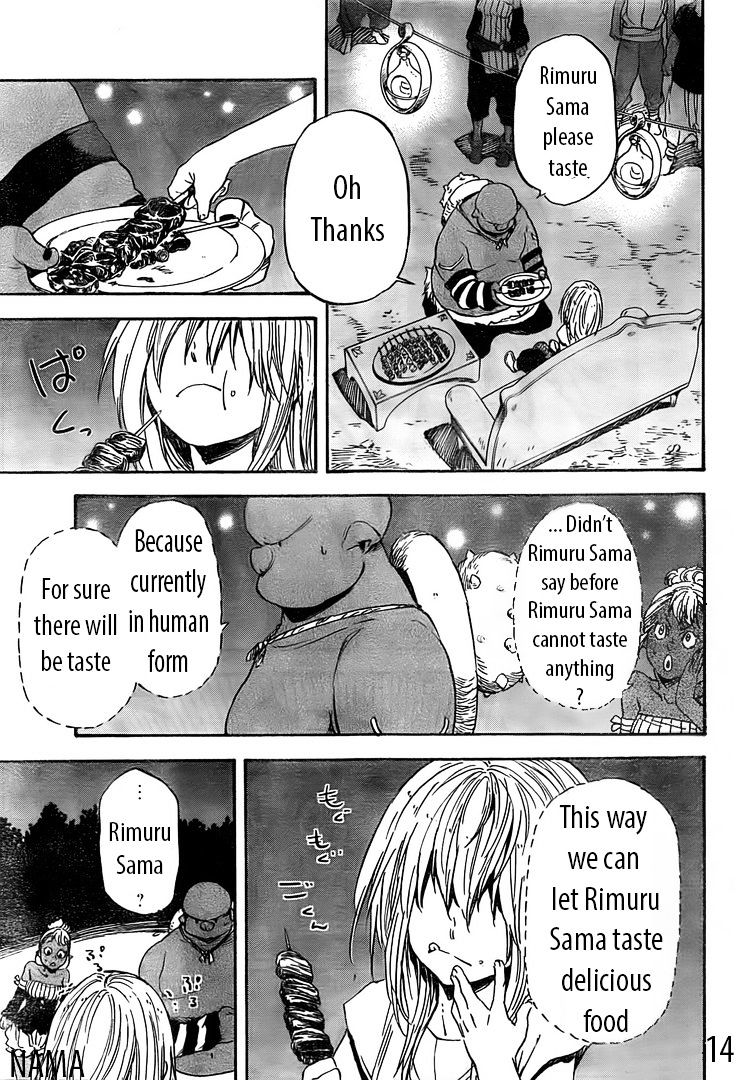 Rimuru
Sama
please
taste
Oh
Thanks
ぱ
くっ
... Didn't
Rimuru Sama
say before
Rimuru Sama
cannot taste
anything
?
Because
currently
in human
form
For sure
there will
be taste
This way
we can
let Rimuru
Sama taste
delicious
food
もぐ
もぐ
ごくん
...
Rimuru
Sama
?
ぷ
ぷ
NAMA
14